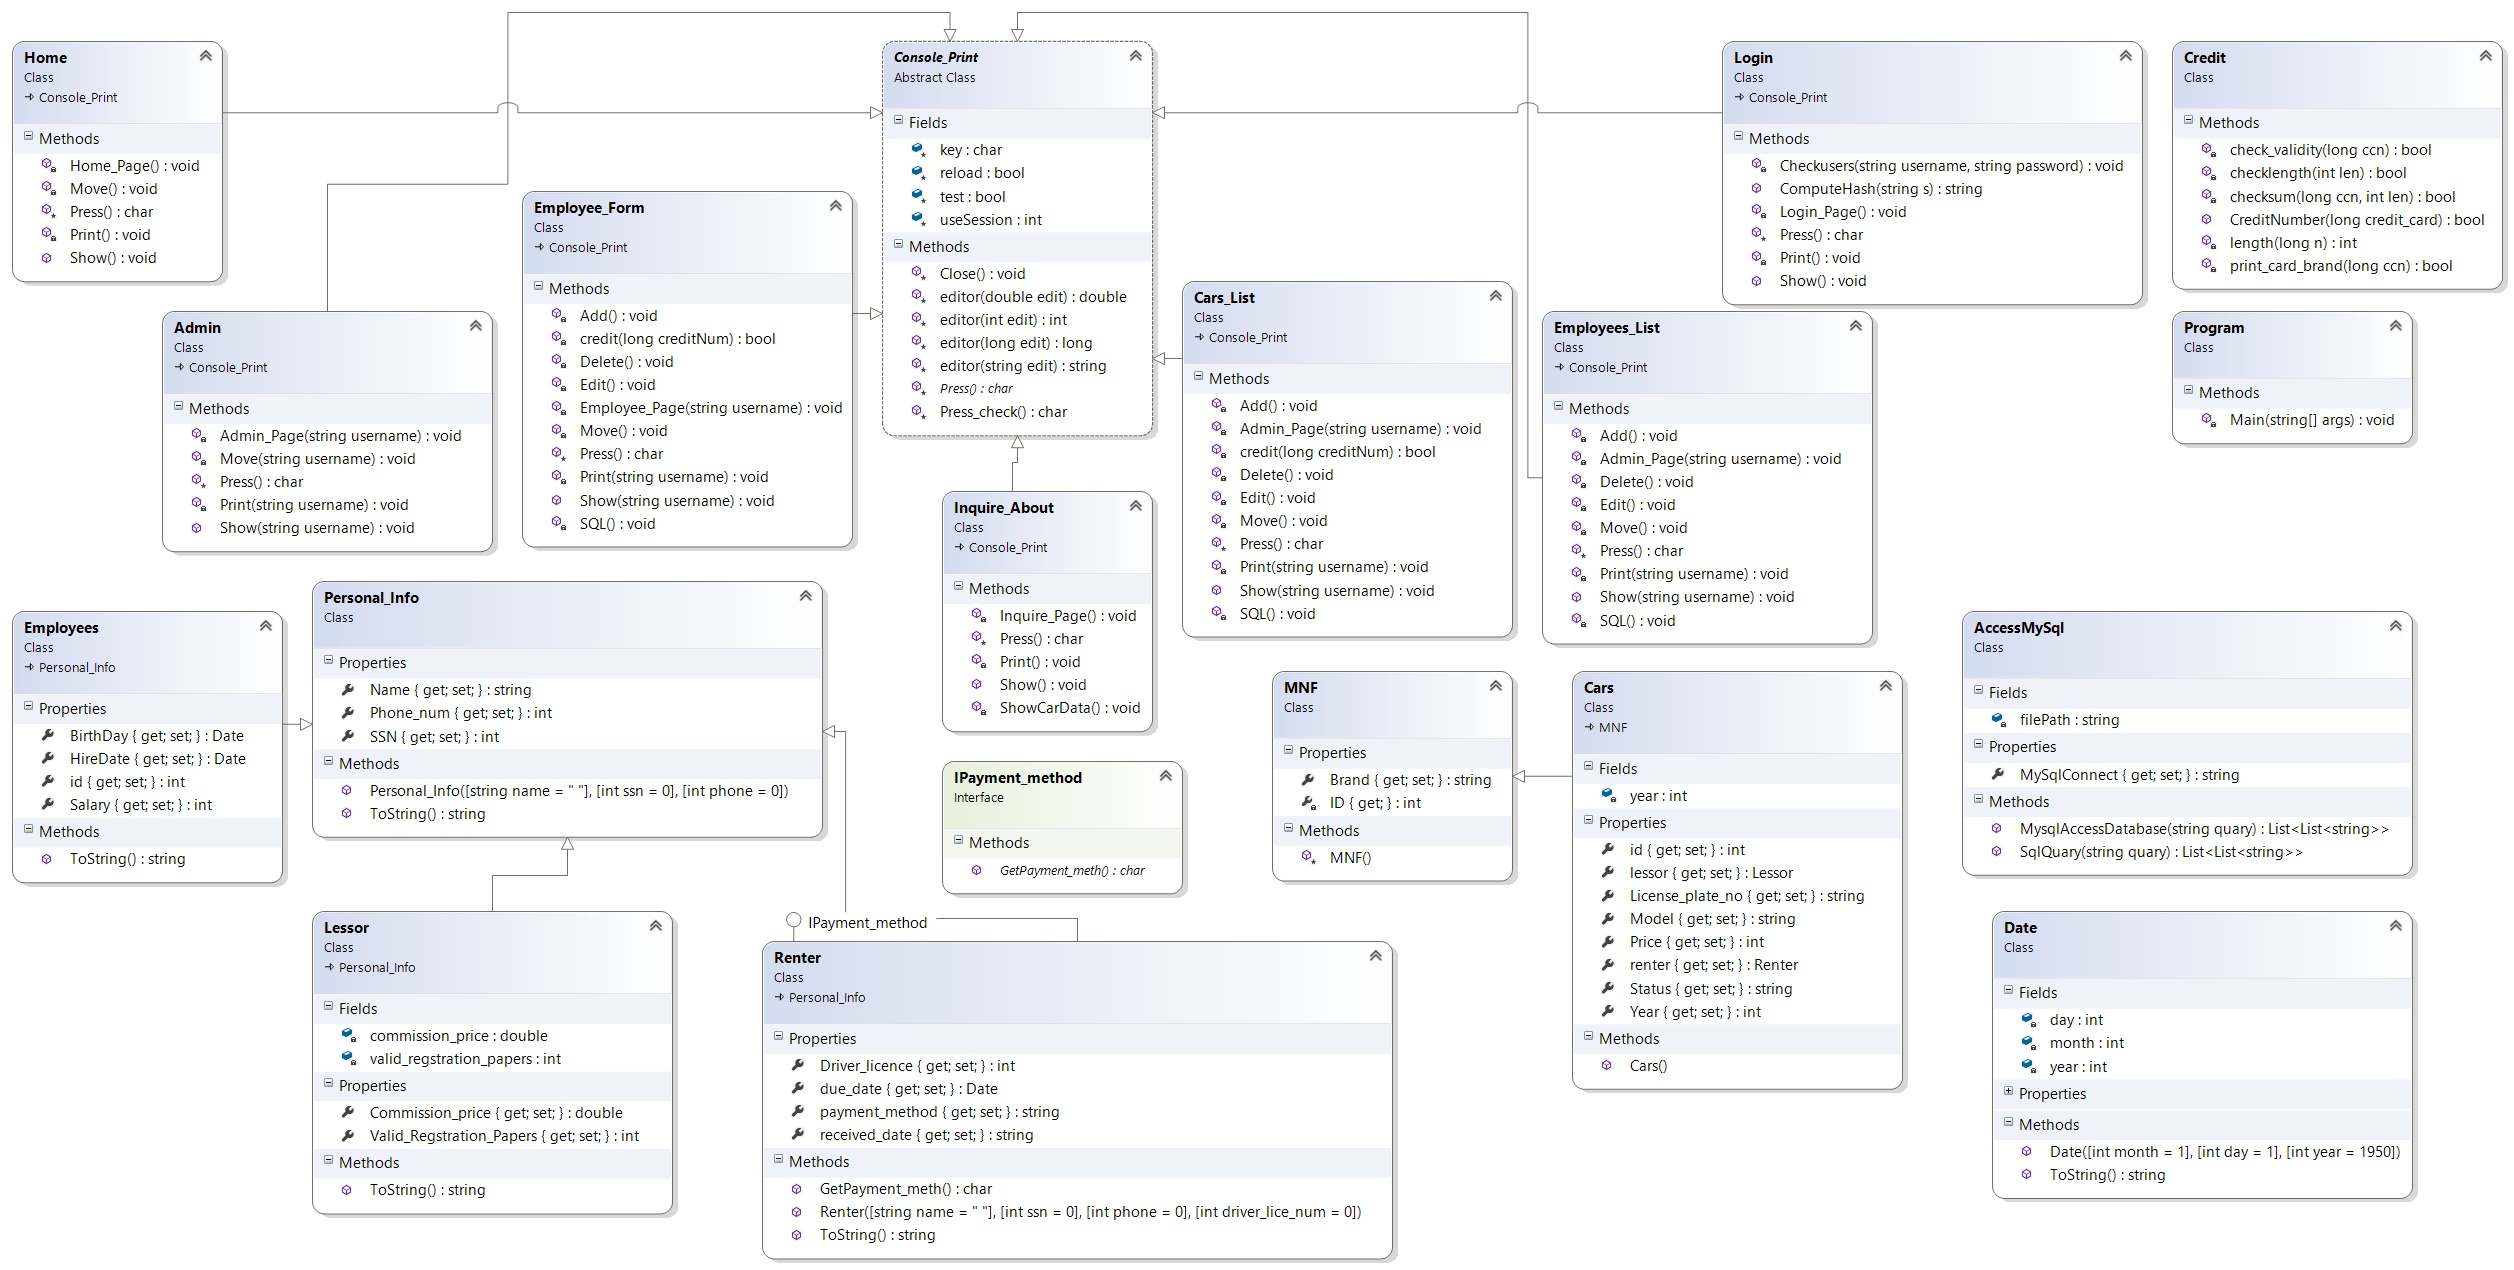 Home
Class
Console_Print
Methods
Home_Page() : void
Move() : void
Press() : char
Print() : void
Show() : void
Admin
Class
Console_Print
Methods
Admin_Page(string username) : void
Move(string username) : void
Press() : char
Print(string username) : void
Show(string username) : void
Employee_Form
Class
Console_Print
Methods
Add() : void
credit(long creditNum) : bool
Delete() : void
Edit() : void
Employee_Page(string username) : void
Move() : void
Press() : char
Print(string username) : void
Show(string username) : void
SQL() : void
Console_Print
Abstract Class
Fields
key : char
reload : bool
test : bool
useSession : int
Methods
Close() : void
editor(double edit) : double
editor(int edit) : int
editor(long edit) : long
editor(string edit) : string
Press() : char
Press_check() : char
Inquire_About
Class
Console_Print
Methods
Inquire_Page() : void
Press() : char
Print() : void
Show() : void
ShowCarData() : void
Cars_List
Class
Console_Print
Methods
Add() : void
Admin_Page(string username) : void
credit(long creditNum) : bool
Delete() : void
Edit() : void
Move() : void
Press() : char
Print(string username) : void
Show(string username) : void
SQL() : void
Login
Class
Console_Print
Methods
Checkusers(string username, string password) : void
ComputeHash(string s) : string
Login_Page() : void
Press() : char
Print() : void
Show() : void
Employees_List
Class
Console_Print
Methods
Add() : void
Admin_Page(string username) : void
Delete() : void
Edit() : void
Move() : void
Press() : char
Print(string username) : void
Show(string username) : void
SQL() : void
Credit
Class
Methods
check_validity(long ccn) : bool
checklength(int len) : bool
checksum(long ccn, int len) : bool
CreditNumber(long credit_card) : bool
length(long n) : int
print_card_brand(long ccn) : bool
Program
Class
Methods
Main(string[] args) : void
Employees
Class
Personal_Info
Properties
BirthDay { get; set; } : Date
HireDate { get; set; } : Date
id { get; set; } : int
Salary { get; set; } : int
Methods
ToString() : string
Personal_Info
Class
Properties
Name { get; set; } : string
Phone_num { get; set; } : int
SSN { get; set; } : int
Methods
Personal_Info([string name = " "], [int ssn = 0], [int phone = 0])
ToString() : string
Lessor
Class
Personal_Info
Fields
commission_price : double
valid_regstration_papers : int
Properties
Commission_price { get; set; } : double
Valid_Regstration_Papers { get; set; } : int
Methods
ToString() : string
IPayment_method
Interface
Methods
GetPayment_meth() : char
IPayment_method
Renter
Class
Personal_Info
Properties
Driver_licence { get; set; } : int
due_date { get; set; } : Date
payment_method { get; set; } : string
received_date { get; set; } : string
Methods
GetPayment_meth() : char
Renter([string name = " "], [int ssn = 0], [int phone = 0], [int driver_lice_num = 0])
ToString() : string
MNF
Class
Properties
Brand { get; set; } : string
ID { get; } : int
Methods
MNF()
Cars
Class
MNF
Fields
year : int
Properties
id { get; set; } : int
lessor { get; set; } : Lessor
License_plate_no { get; set; } : string
Model { get; set; } : string
Price { get; set; } : int
renter { get; set; } : Renter
Status { get; set; } : string
Year { get; set; } : int
Methods
Cars()
AccessMySql
Class
Fields
filePath : string
Properties
MySqlConnect { get; set; } : string
Methods
MysqlAccessDatabase(string quary) : List<List<string>>
SqlQuary(string quary) : List<List<string>>
Date
Class
Fields
day : int
month : int
year : int
Properties
Methods
Date([int month = 1], [int day = 1], [int year = 1950])
ToString() : string